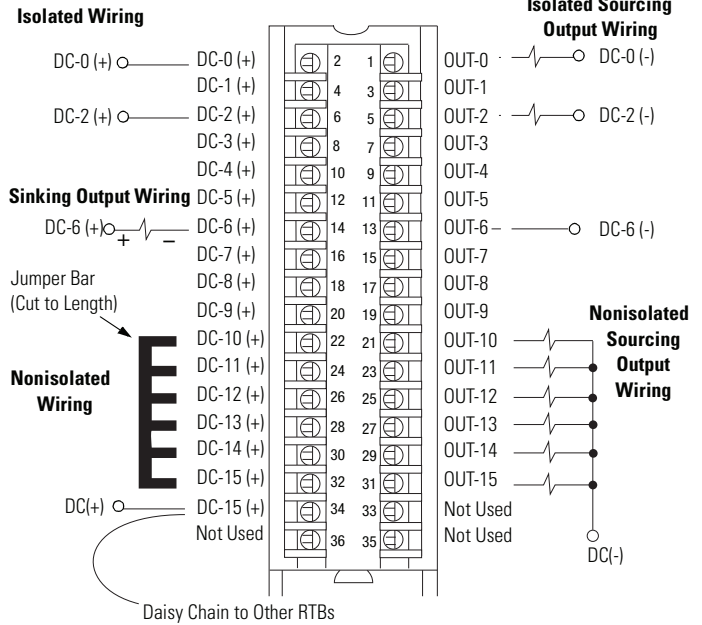 Isolated Wiring
Isolated Sourcing
Output Wiring
DC-0 (+) DC-0 (+) 2 1 OUT-0 DC-0 (-)
DC-1 (+) 4 3 OUT-1
DC-2 (+) DC-2 (+) 6 5 OUT-2 DC-2 (-)
DC-3 (+) 8 7 OUT-3
DC-4 (+) 10 9 OUT-4
Sinking Output Wiring DC-5 (+) 12 11 OUT-5
DC-6 (+) + – DC-6 (+) 14 13 OUT-6 DC-6 (-)
DC-7 (+) 16 15 OUT-7
Jumper Bar
(Cut to Length)
DC-8 (+) 18 17 OUT-8
DC-9 (+) 20 19 OUT-9
Nonisolated
Sourcing
Output
Wiring
DC-10 (+) 22 21 OUT-10
DC-11 (+) 24 23 OUT-11
Nonisolated
Wiring
DC-12 (+) 26 25 OUT-12
DC-13 (+) 28 27 OUT-13
DC-14 (+) 30 29 OUT-14
DC-15 (+) 32 31 OUT-15
DC(+) DC-15 (+) 34 33 Not Used
Not Used 36 35 Not Used
DC(-)
Daisy Chain to Other RTBs